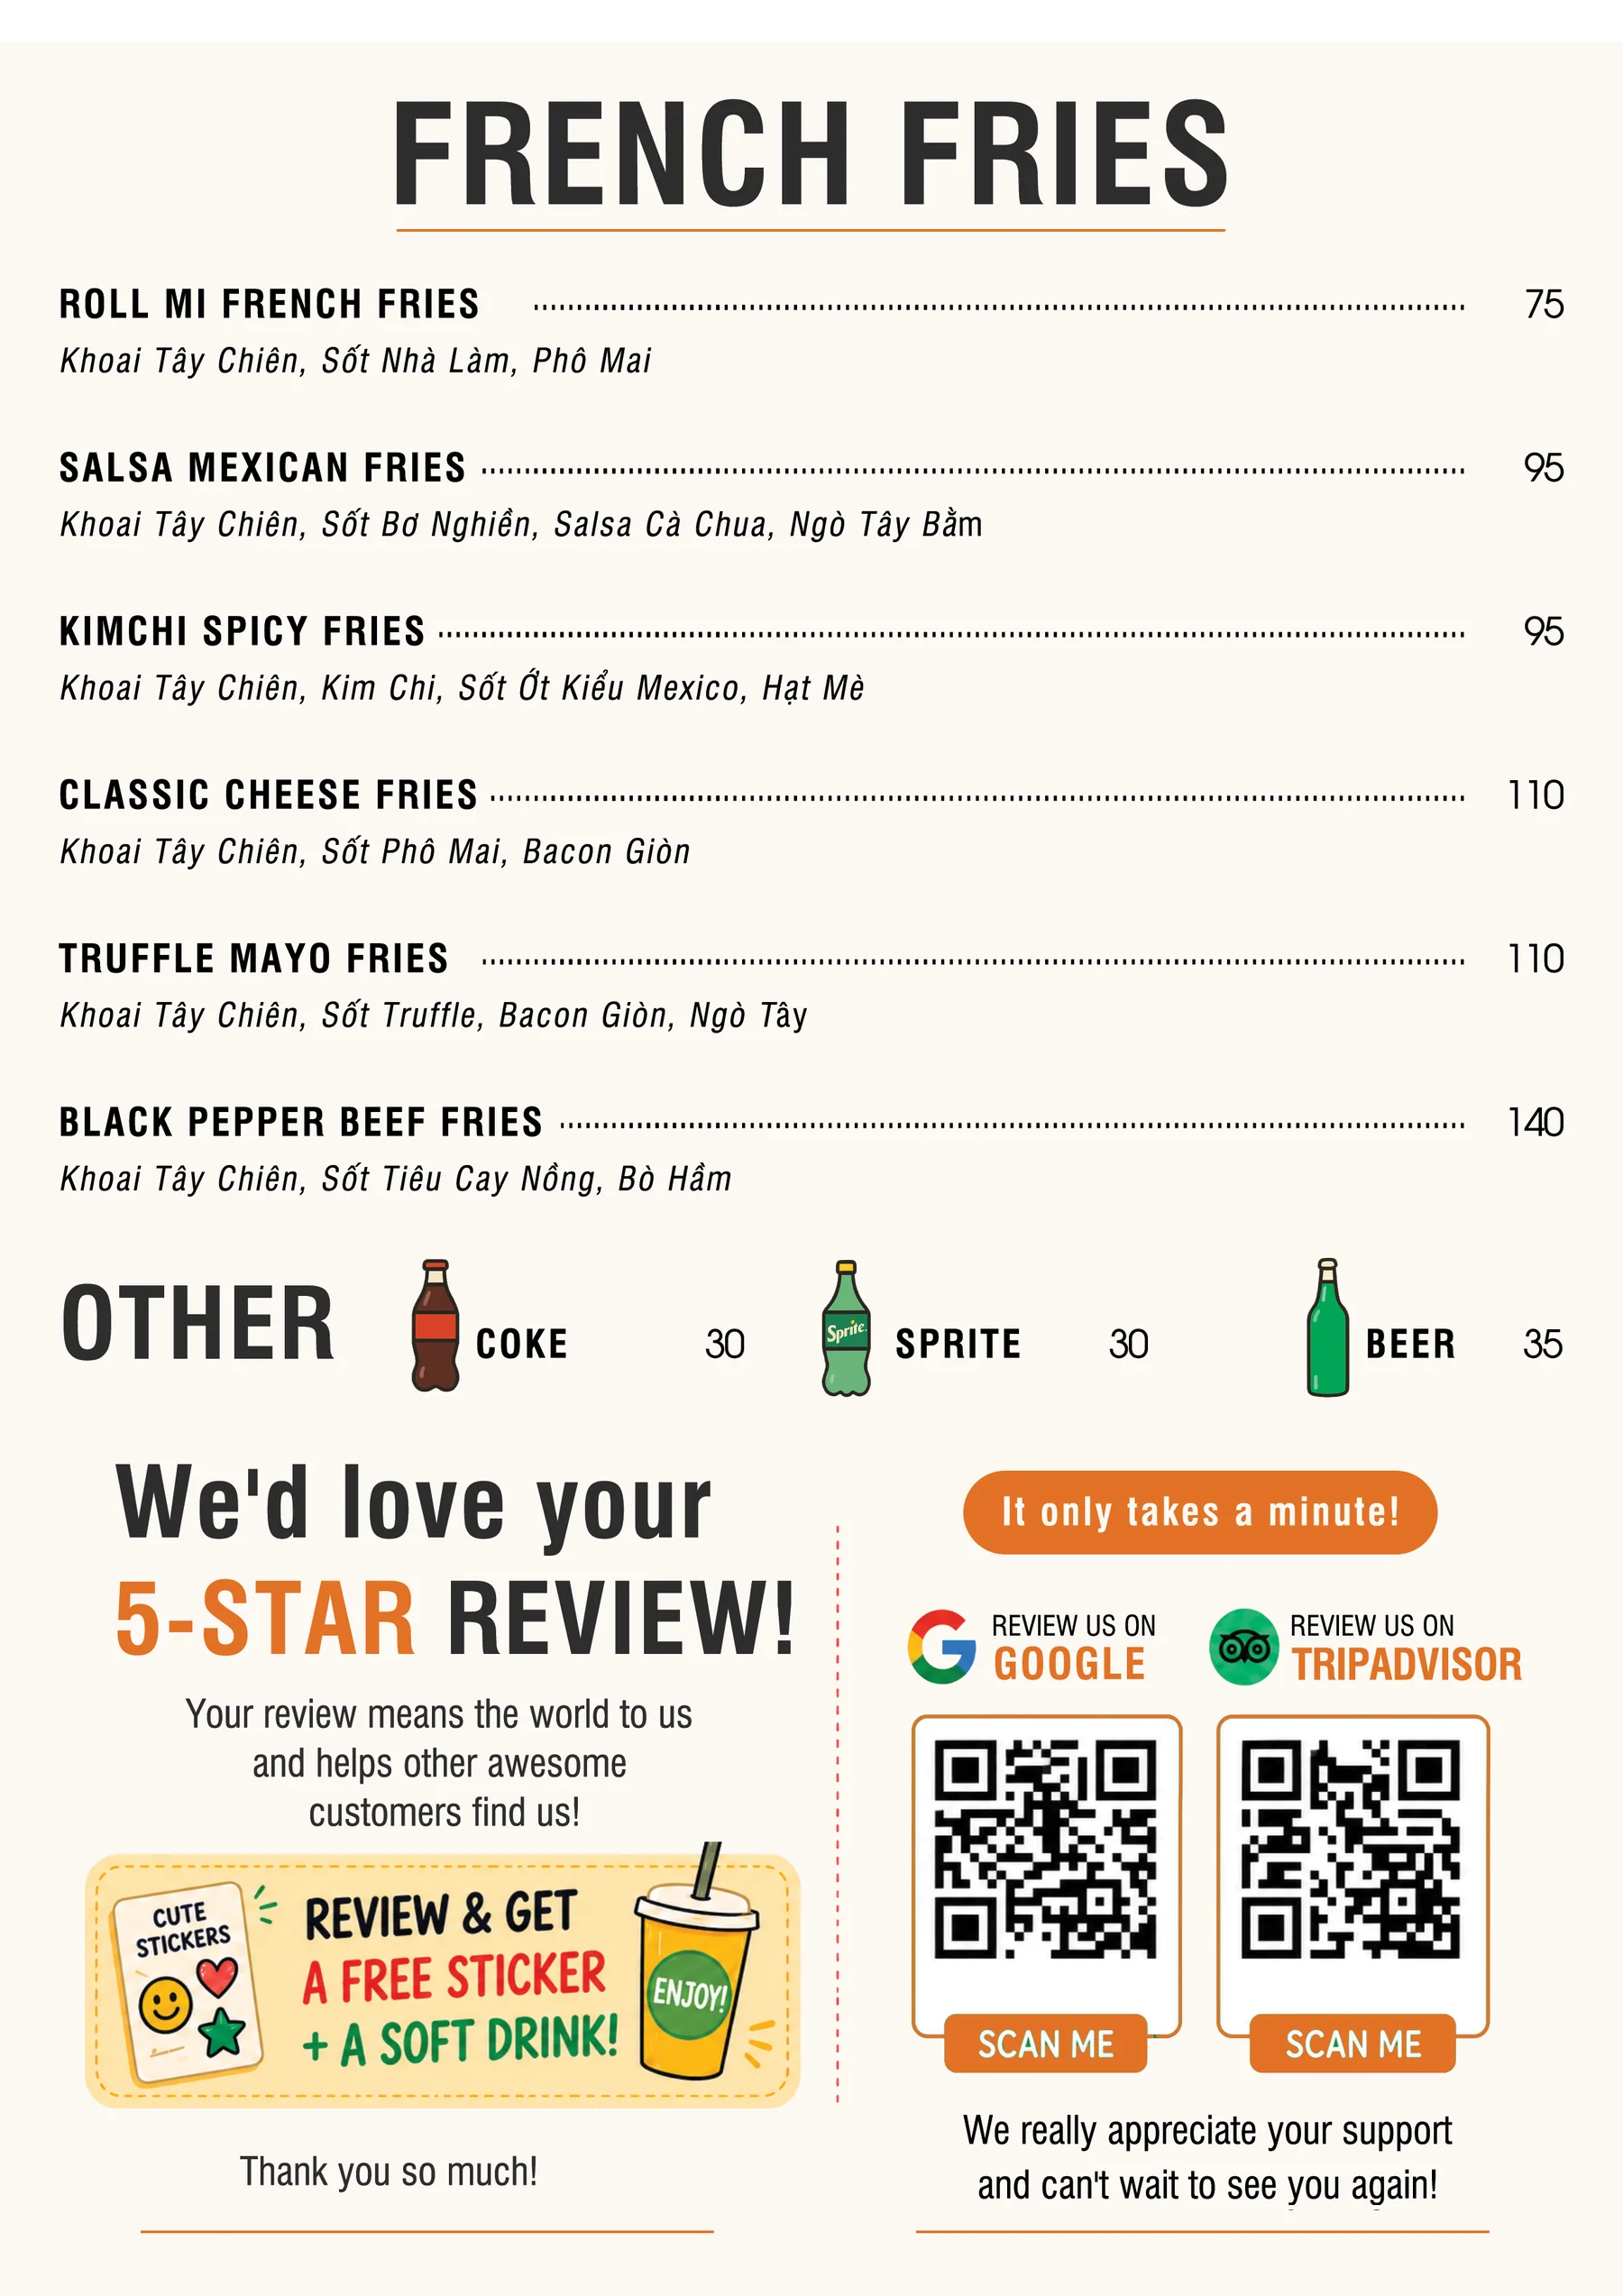 FRENCH FRIES
ROLL MI FRENCH FRIES 75
Khoai Tây Chiên, Sốt Nhà Làm, Phô Mai
SALSA MEXICAN FRIES 95
Khoai Tây Chiên, Sốt Bơ Nghiền, Salsa Cà Chua, Ngò Tây Bằm
KIMCHI SPICY FRIES 95
Khoai Tây Chiên, Kim Chi, Sốt Ớt Kiểu Mexico, Hạt Mè
CLASSIC CHEESE FRIES 110
Khoai Tây Chiên, Sốt Phô Mai, Bacon Giòn
TRUFFLE MAYO FRIES 110
Khoai Tây Chiên, Sốt Truffle, Bacon Giòn, Ngò Tây
BLACK PEPPER BEEF FRIES 140
Khoai Tây Chiên, Sốt Tiêu Cay Nồng, Bò Hầm
OTHER COKE 30 Sprite SPRITE 30 BEER 35
We'd love your
5-STAR REVIEW!
Your review means the world to us
and helps other awesome
customers find us!
CUTE
STICKERS
REVIEW & GET
A FREE STICKER
+ A SOFT DRINK!
ENJOY!
Thank you so much!
It only takes a minute!
REVIEW US ON
GOOGLE
REVIEW US ON
TRIPADVISOR
SCAN ME
SCAN ME
We really appreciate your support
and can't wait to see you again!